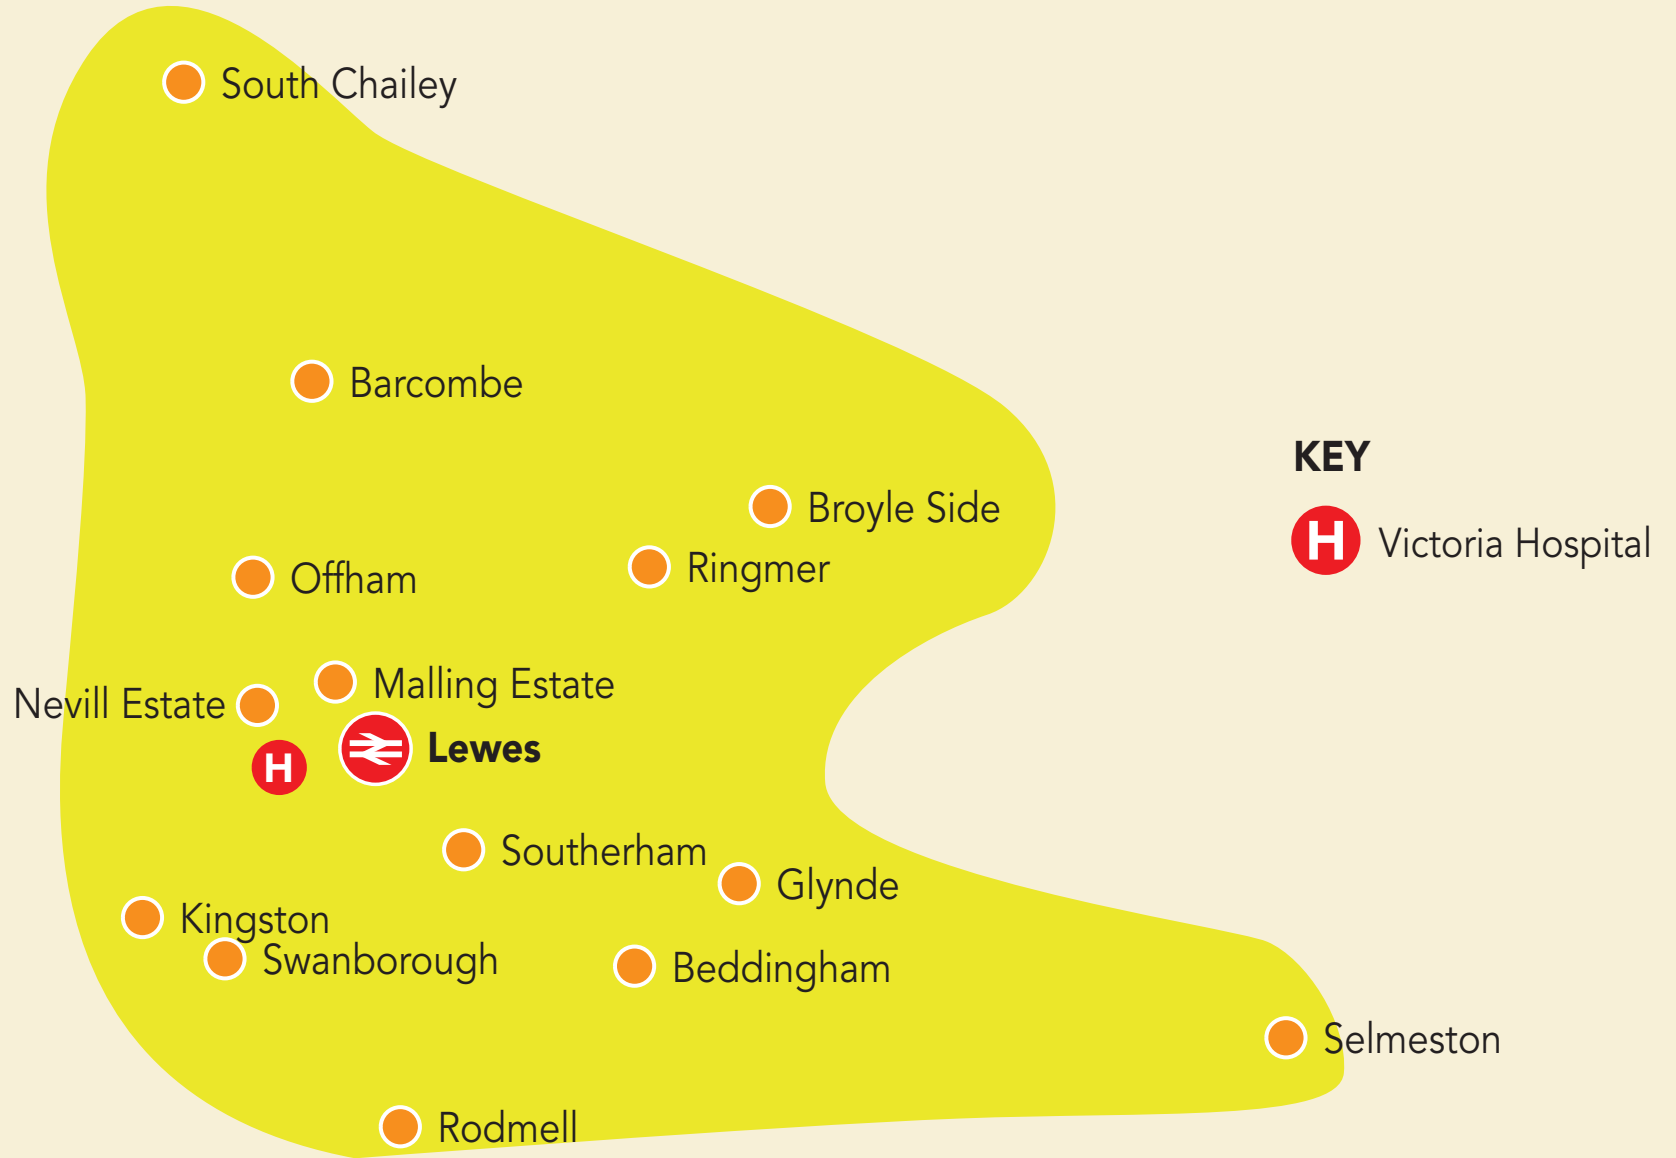 South Chailey
Barcombe
KEY
Broyle Side
H Victoria Hospital
Ringmer
Offham
Malling Estate
Nevill Estate
Lewes
H
Southerham
Glynde
Kingston
Swanborough
Beddingham
Selmeston
Rodmell